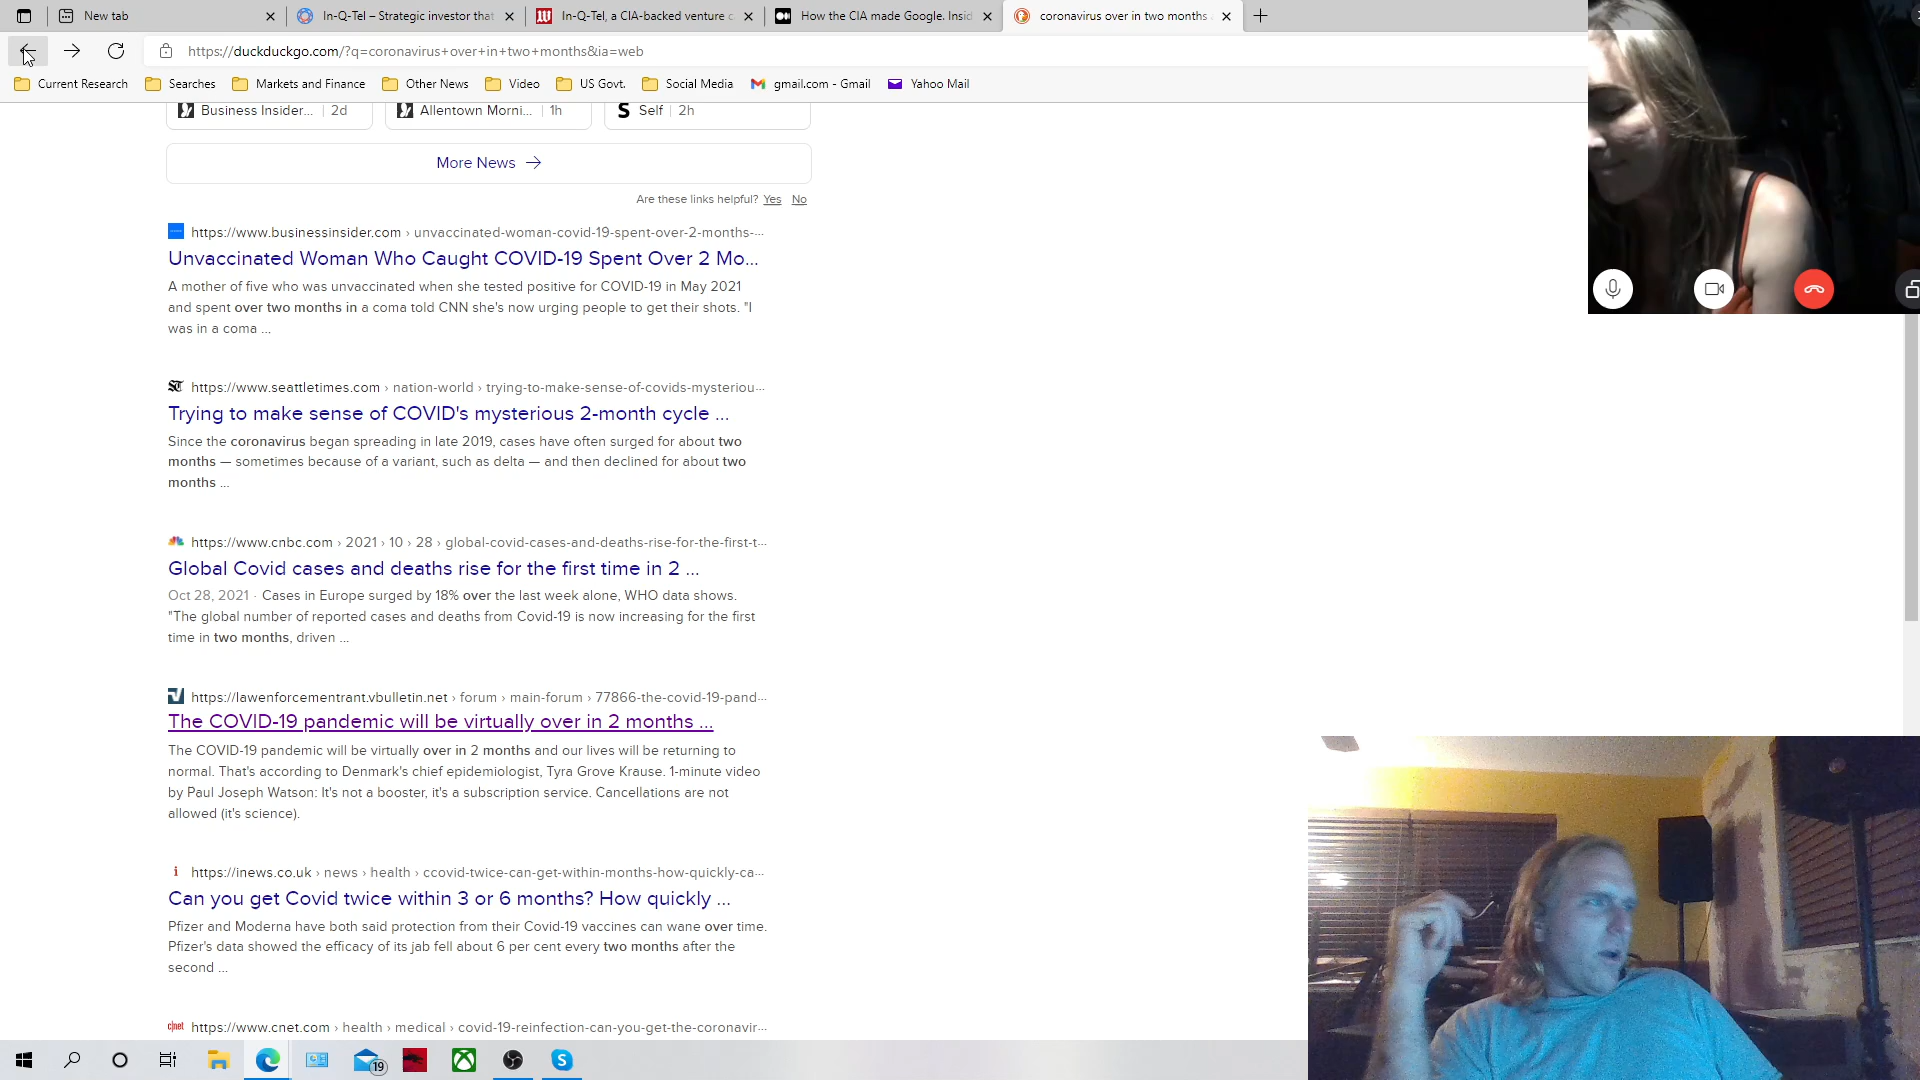 New tab
In-Q-Tel – Strategic investor that
In-Q-Tel, a CIA-backed venture c
How the CIA made Google. Insid
coronavirus over in two months
https://duckduckgo.com/?q=coronavirus+over+in+two+months&ia=web
Current Research
Searches
Markets and Finance
Other News
Video
US Govt.
Social Media
gmail.com - Gmail
Yahoo Mail
Business Insider... | 2d
Allentown Morni... | 1h
S Self | 2h
More News →
Are these links helpful? Yes No
https://www.businessinsider.com › unvaccinated-woman-covid-19-spent-over-2-months-...
Unvaccinated Woman Who Caught COVID-19 Spent Over 2 Mo...
A mother of five who was unvaccinated when she tested positive for COVID-19 in May 2021
and spent over two months in a coma told CNN she's now urging people to get their shots. "I
was in a coma ...
https://www.seattletimes.com › nation-world › trying-to-make-sense-of-covids-mysteriou...
Trying to make sense of COVID's mysterious 2-month cycle ...
Since the coronavirus began spreading in late 2019, cases have often surged for about two
months — sometimes because of a variant, such as delta — and then declined for about two
months ...
https://www.cnbc.com › 2021 › 10 › 28 › global-covid-cases-and-deaths-rise-for-the-first-t...
Global Covid cases and deaths rise for the first time in 2 ...
Oct 28, 2021 · Cases in Europe surged by 18% over the last week alone, WHO data shows.
"The global number of reported cases and deaths from Covid-19 is now increasing for the first
time in two months, driven ...
https://lawenforcementrant.vbulletin.net › forum › main-forum › 77866-the-covid-19-pand...
The COVID-19 pandemic will be virtually over in 2 months ...
The COVID-19 pandemic will be virtually over in 2 months and our lives will be returning to
normal. That's according to Denmark's chief epidemiologist, Tyra Grove Krause. 1-minute video
by Paul Joseph Watson: It's not a booster, it's a subscription service. Cancellations are not
allowed (it's science).
https://inews.co.uk › news › health › ccovid-twice-can-get-within-months-how-quickly-ca...
Can you get Covid twice within 3 or 6 months? How quickly ...
Pfizer and Moderna have both said protection from their Covid-19 vaccines can wane over time.
Pfizer's data showed the efficacy of its jab fell about 6 per cent every two months after the
second ...
c|net https://www.cnet.com › health › medical › covid-19-reinfection-can-you-get-the-coronavir...
19
S